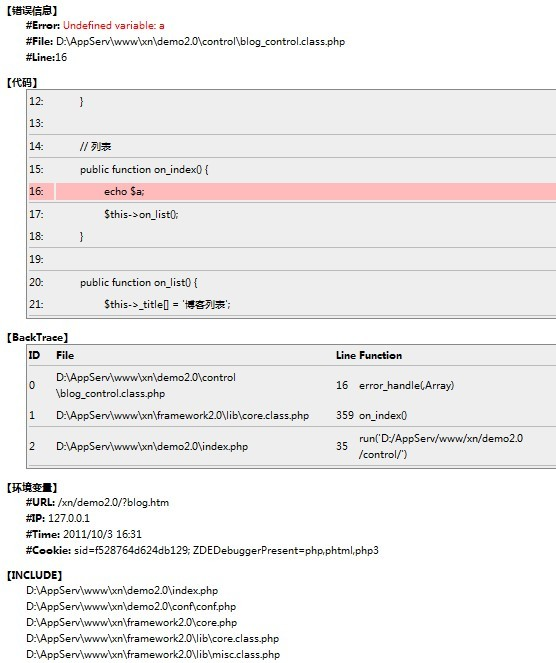 【错误信息】
#Error: Undefined variable: a
#File: D:\AppServ\www\xn\demo2.0\control\blog_control.class.php
#Line:16
【代码】
12: }
13:
14: // 列表
15: public function on_index() {
16: echo $a;
17: $this->on_list();
18: }
19:
20: public function on_list() {
21: $this->_title[] = '博客列表';
【BackTrace】
ID File Line Function
0 D:\AppServ\www\xn\demo2.0\control
\blog_control.class.php 16 error_handle(,Array)
1 D:\AppServ\www\xn\framework2.0\lib\core.class.php 359 on_index()
2 D:\AppServ\www\xn\demo2.0\index.php 35 run('D:/AppServ/www/xn/demo2.0
/control/')
【环境变量】
#URL: /xn/demo2.0/?blog.htm
#IP: 127.0.0.1
#Time: 2011/10/3 16:31
#Cookie: sid=f528764d624db129; ZDEDebuggerPresent=php,phtml,php3
【INCLUDE】
D:\AppServ\www\xn\demo2.0\index.php
D:\AppServ\www\xn\demo2.0\conf\conf.php
D:\AppServ\www\xn\framework2.0\core.php
D:\AppServ\www\xn\framework2.0\lib\core.class.php
D:\AppServ\www\xn\framework2.0\lib\misc.class.php